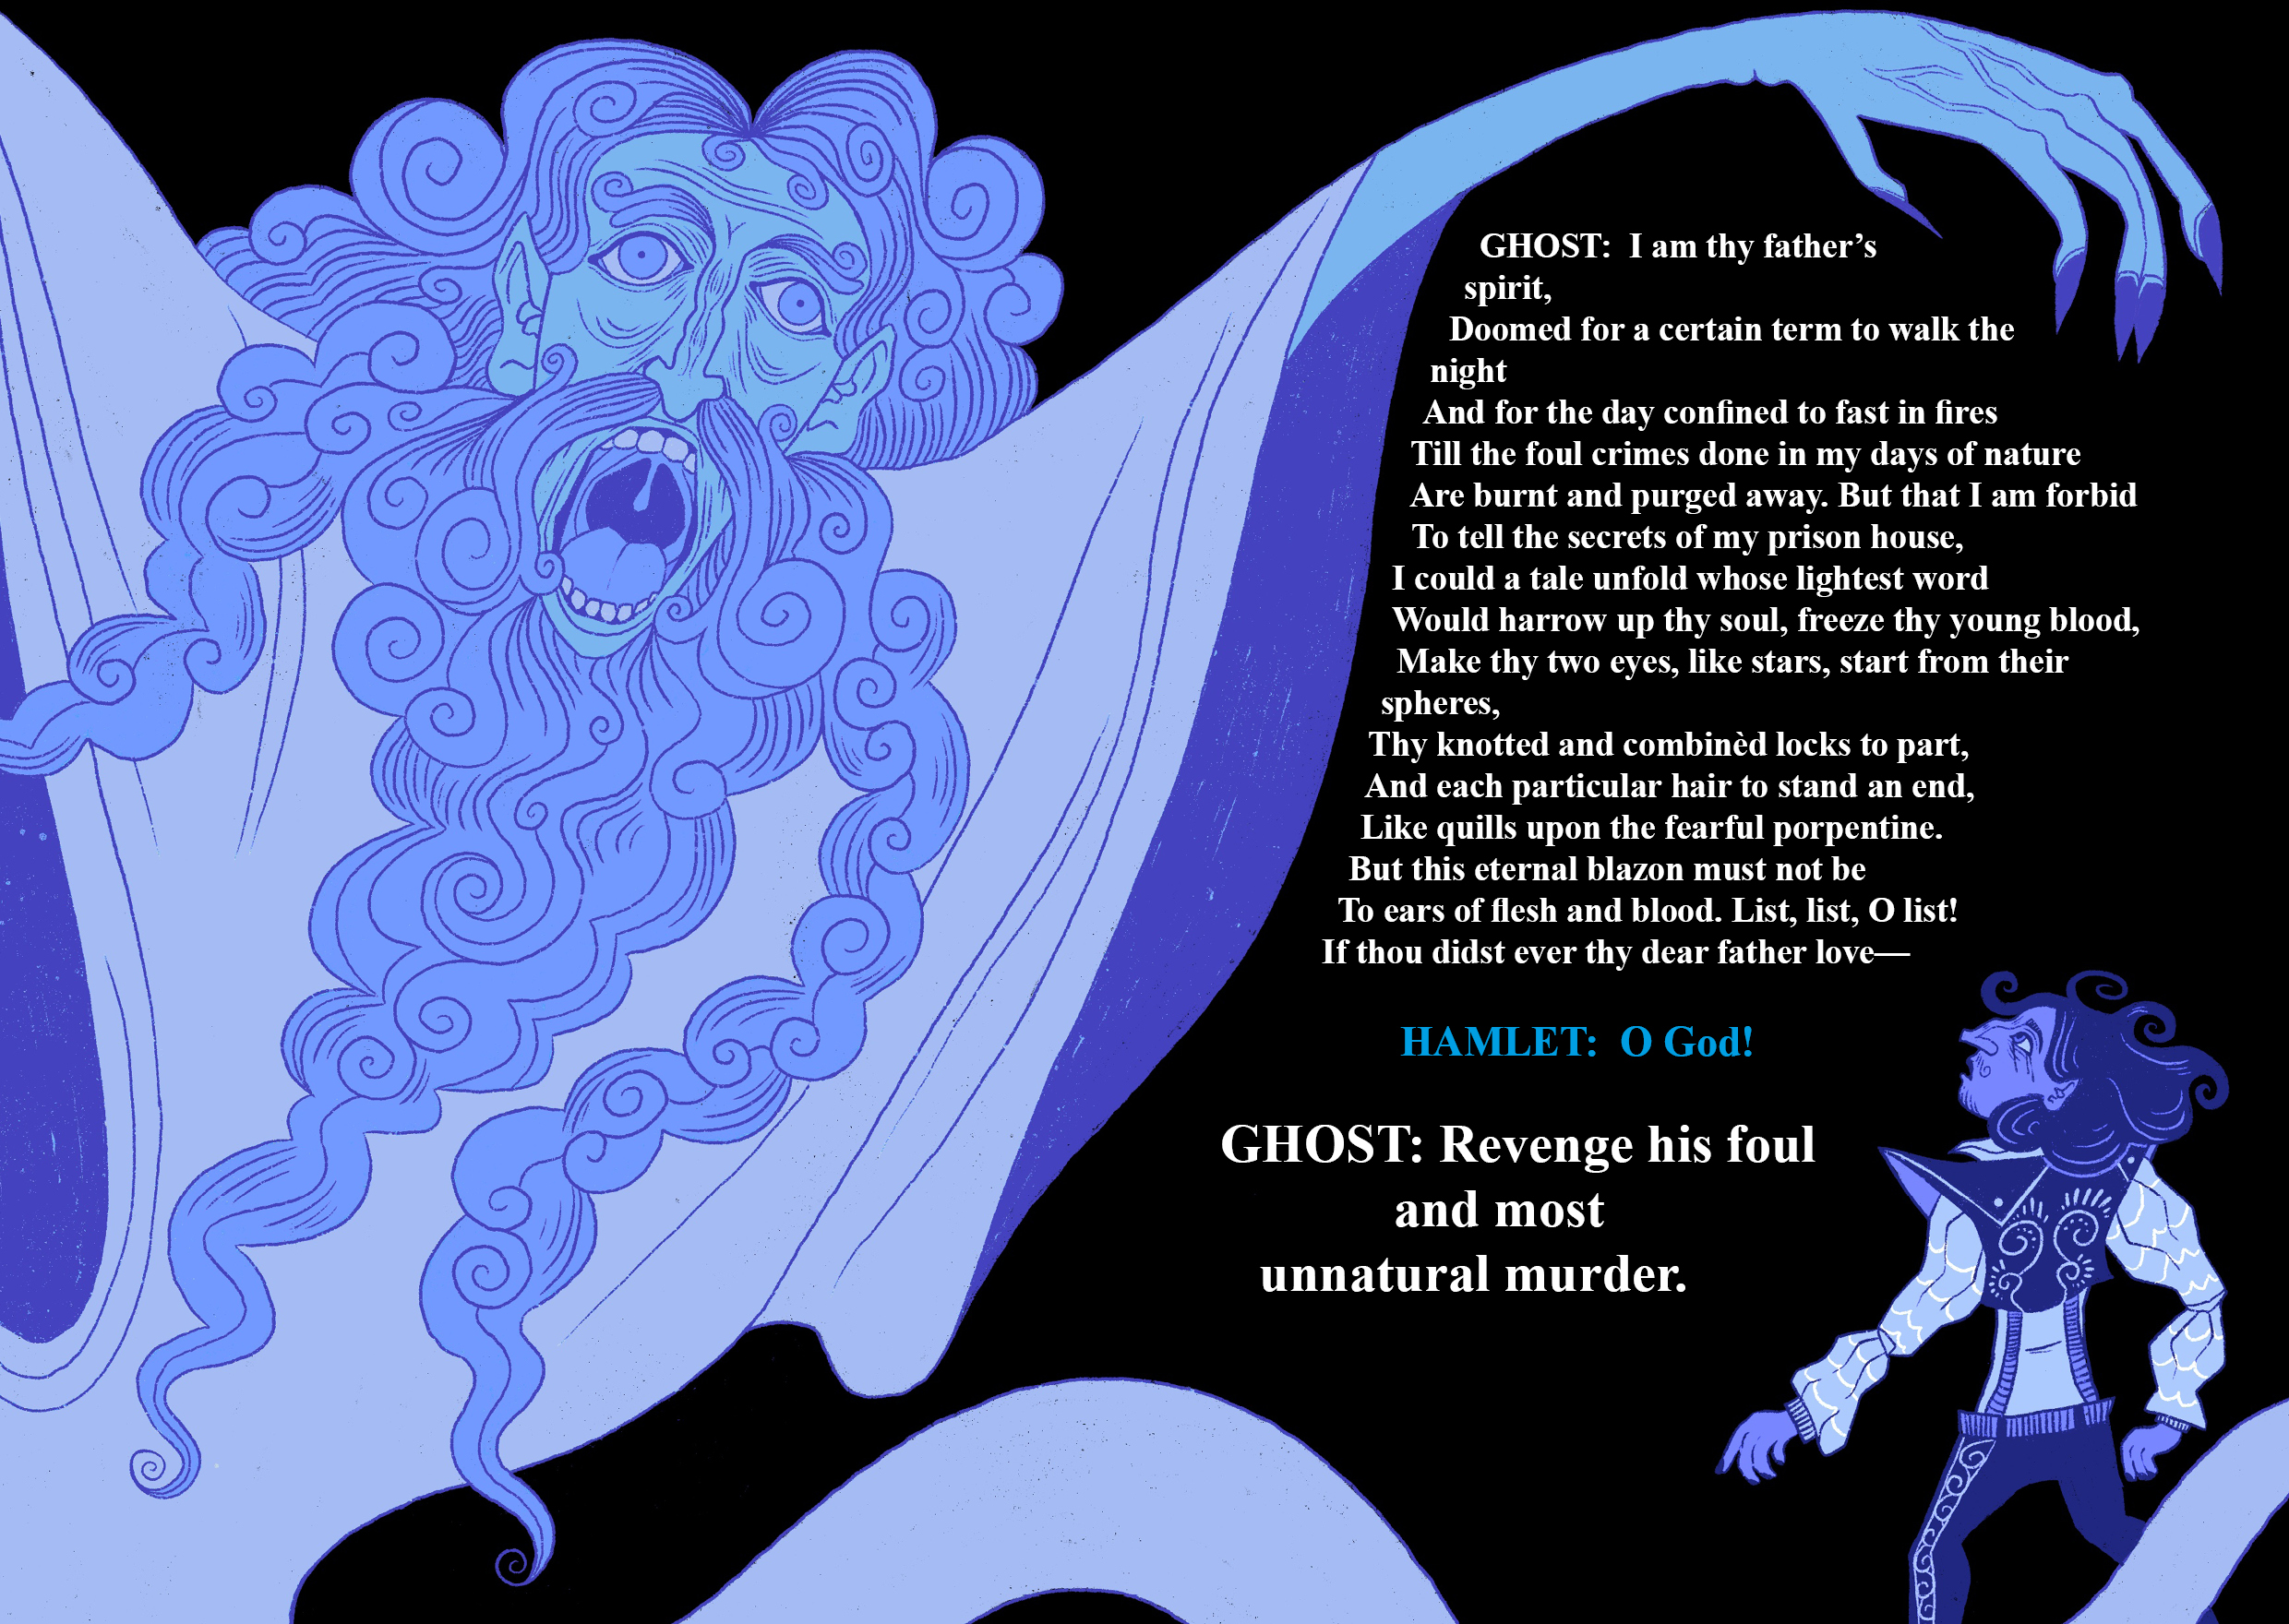 GHOST:  I am thy father’s
spirit,
Doomed for a certain term to walk the
night
And for the day confined to fast in fires
Till the foul crimes done in my days of nature
Are burnt and purged away. But that I am forbid
To tell the secrets of my prison house,
I could a tale unfold whose lightest word
Would harrow up thy soul, freeze thy young blood,
Make thy two eyes, like stars, start from their
spheres,
Thy knotted and combinèd locks to part,
And each particular hair to stand an end,
Like quills upon the fearful porpentine.
But this eternal blazon must not be
To ears of flesh and blood. List, list, O list!
If thou didst ever thy dear father love—
HAMLET:  O God!
GHOST: Revenge his foul
and most
unnatural murder.